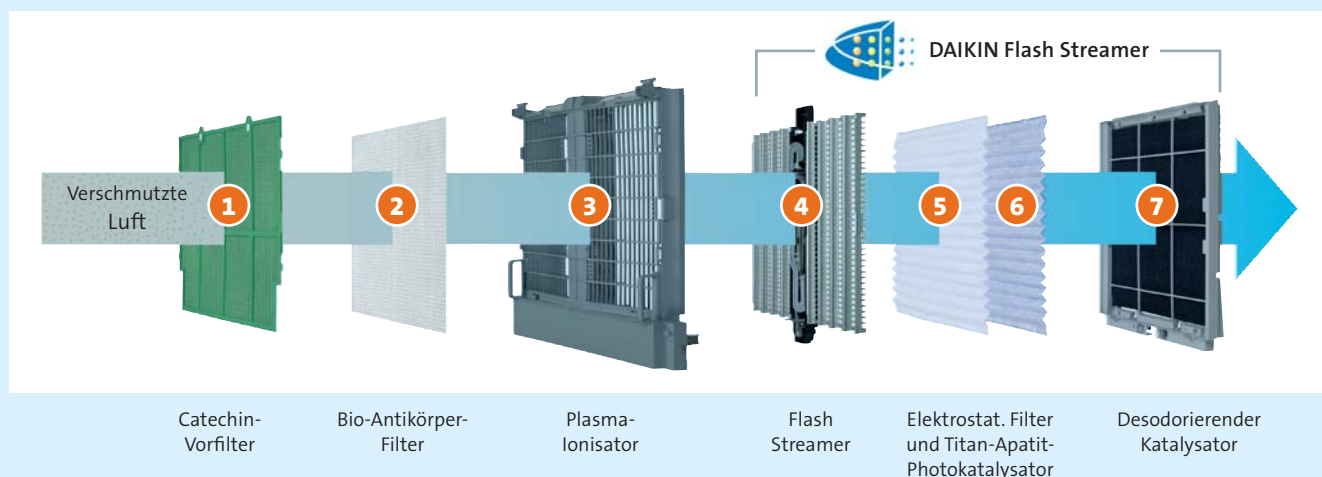 DAIKIN Flash Streamer
Verschmutzte
Luft
1
2
3
4
5
6
7
Catechin-
Vorfilter
Bio-Antikörper-
Filter
Plasma-
Ionisator
Flash
Streamer
Elektrostat. Filter
und Titan-Apatit-
Photokatalysator
Desodorierender
Katalysator